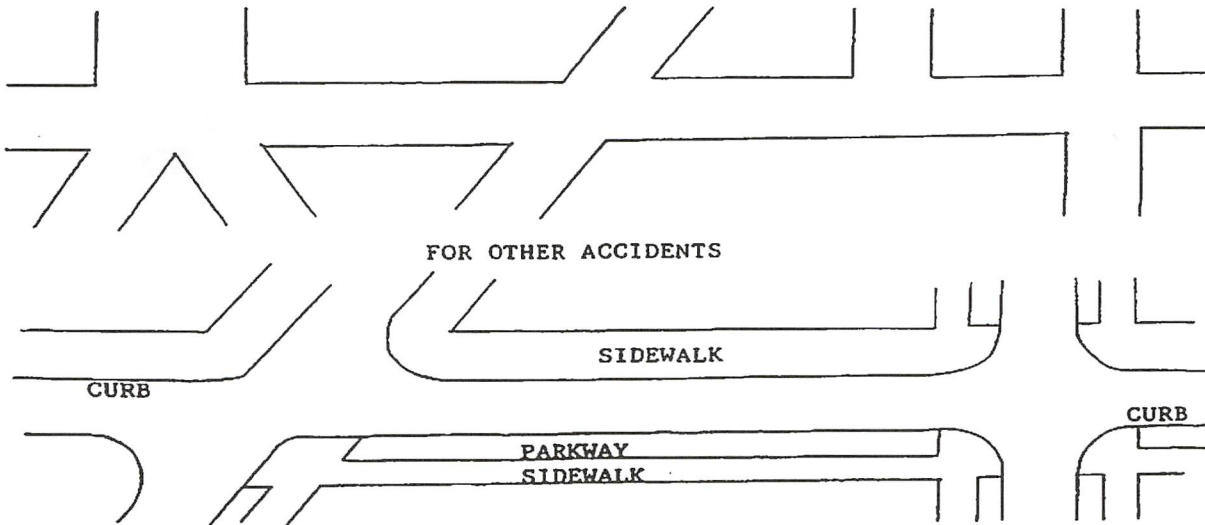 FOR OTHER ACCIDENTS
SIDEWALK
CURB
CURB
PARKWAY
SIDEWALK